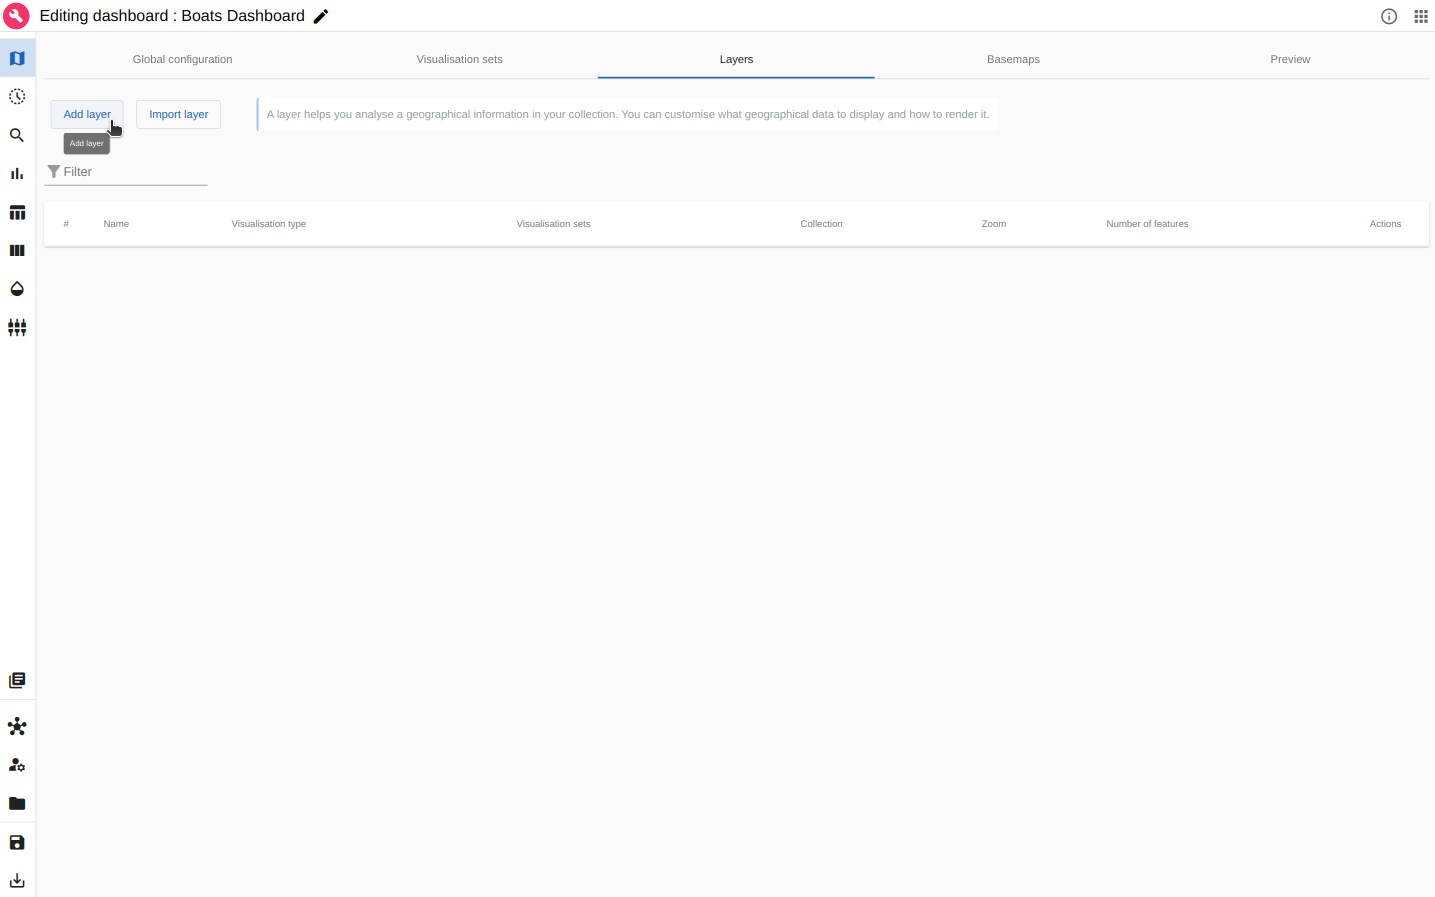 Editing dashboard : Boats Dashboard
Global configuration Visualisation sets Layers Basemaps Preview
Add layer Import layer A layer helps you analyse a geographical information in your collection. You can customise what geographical data to display and how to render it.
Add layer
Filter
# Name Visualisation type Visualisation sets Collection Zoom Number of features Actions